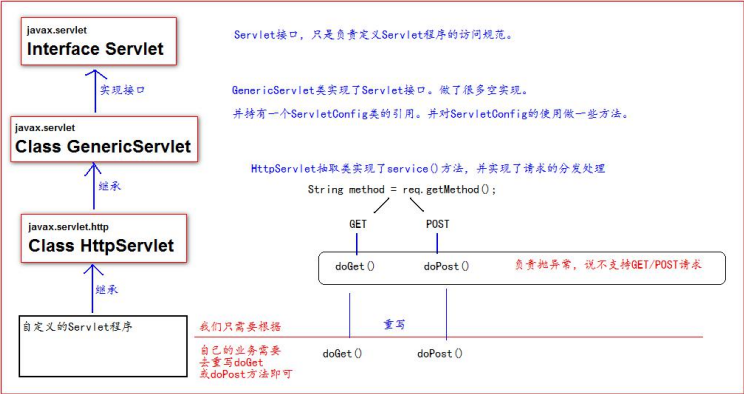 javax.servlet
Interface Servlet
Servlet接口，只是负责定义Servlet程序的访问规范。
实现接口
GenericServlet类实现了Servlet接口。做了很多空实现。
并持有一个ServletConfig类的引用。并对ServletConfig的使用做一些方法。
javax.servlet
Class GenericServlet
继承
HttpServlet抽取类实现了service()方法，并实现了请求的分发处理
String method = req.getMethod();
GET
POST
javax.servlet.http
Class HttpServlet
doGet()
doPost()
负责抛异常，说不支持GET/POST请求
继承
自定义的Servlet程序
我们只需要根据
重写
自己的业务需要
去重写doGet
或doPost方法即可
doGet()
doPost()